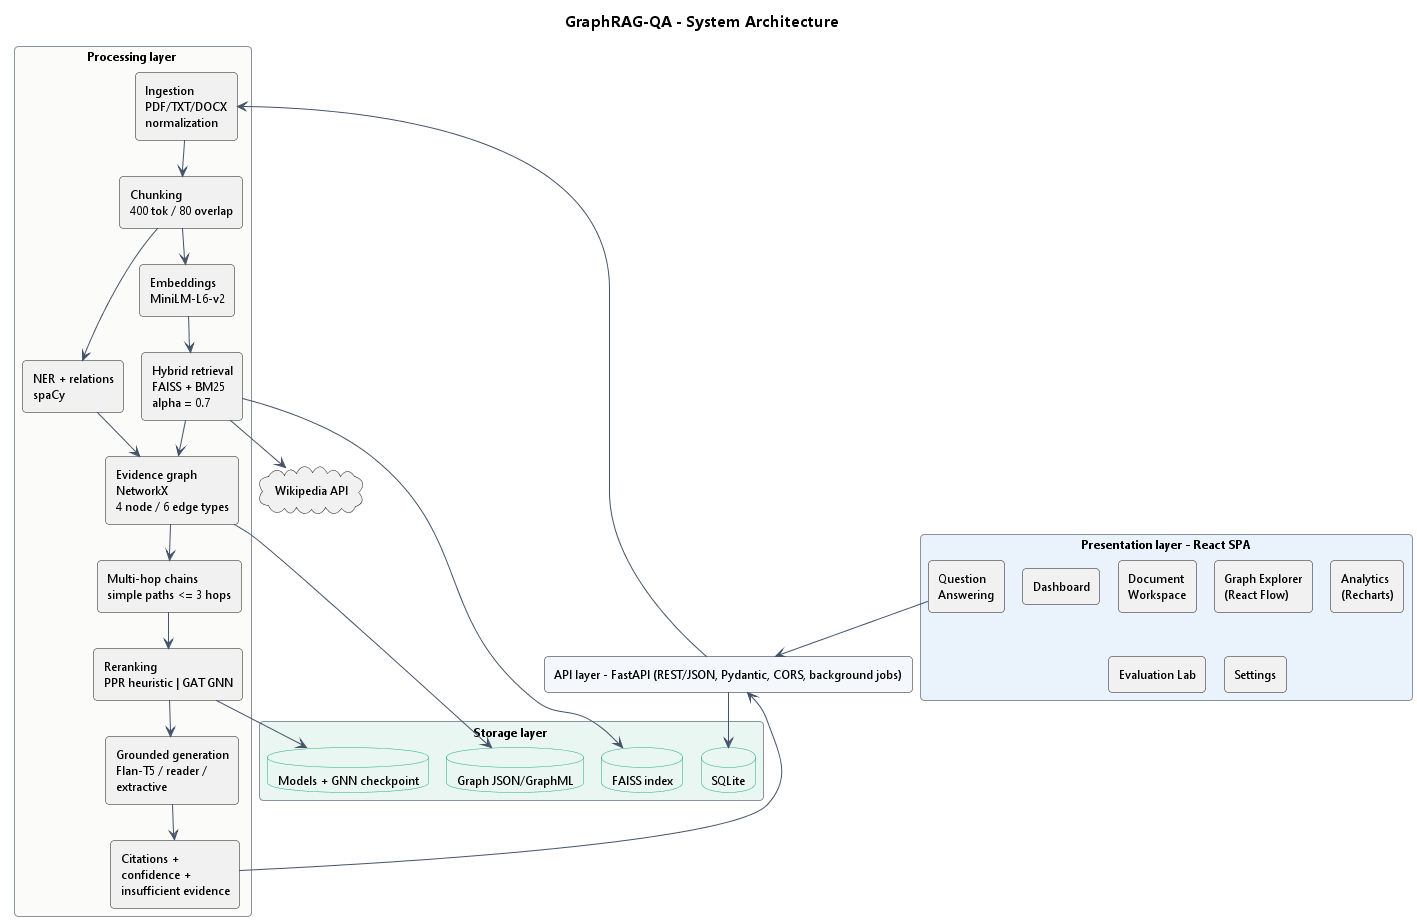 GraphRAG-QA - System Architecture
Processing layer
Ingestion
PDF/TXT/DOCX
normalization
Chunking
400 tok / 80 overlap
Embeddings
MiniLM-L6-v2
NER + relations
spaCy
Hybrid retrieval
FAISS + BM25
alpha = 0.7
Evidence graph
NetworkX
4 node / 6 edge types
Wikipedia API
Multi-hop chains
simple paths <= 3 hops
Reranking
PPR heuristic | GAT GNN
Grounded generation
Flan-T5 / reader /
extractive
Citations +
confidence +
insufficient evidence
Presentation layer - React SPA
Question
Answering
Dashboard
Document
Workspace
Graph Explorer
(React Flow)
Analytics
(Recharts)
Evaluation Lab
Settings
API layer - FastAPI (REST/JSON, Pydantic, CORS, background jobs)
Storage layer
Models + GNN checkpoint
Graph JSON/GraphML
FAISS index
SQLite